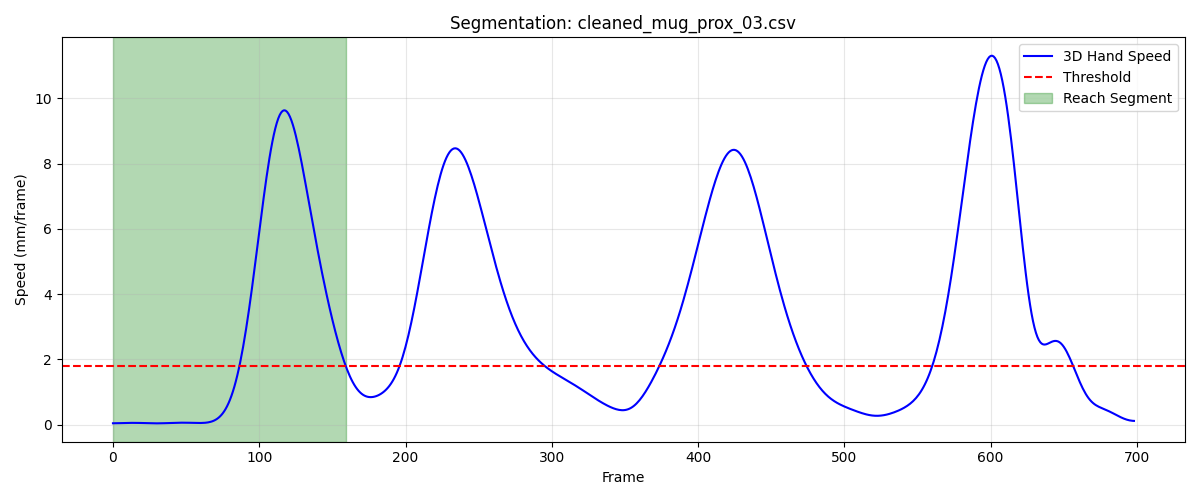 Segmentation: cleaned_mug_prox_03.csv
3D Hand Speed
Threshold
Reach Segment
Speed (mm/frame)
10
8
6
4
2
0
0 100 200 300 400 500 600 700
Frame